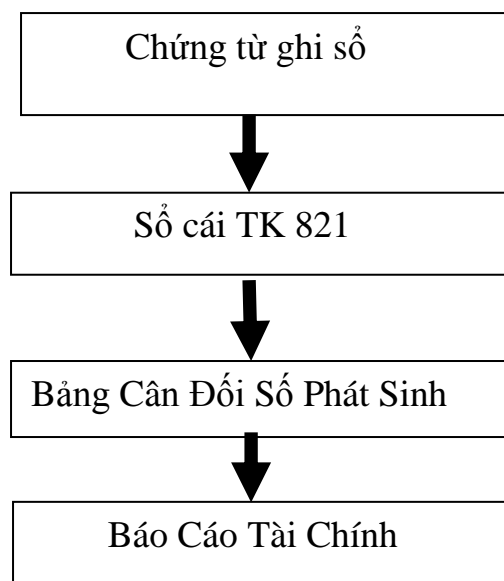 Chứng từ ghi sổ
Sổ cái TK 821
Bảng Cân Đối Số Phát Sinh
Báo Cáo Tài Chính